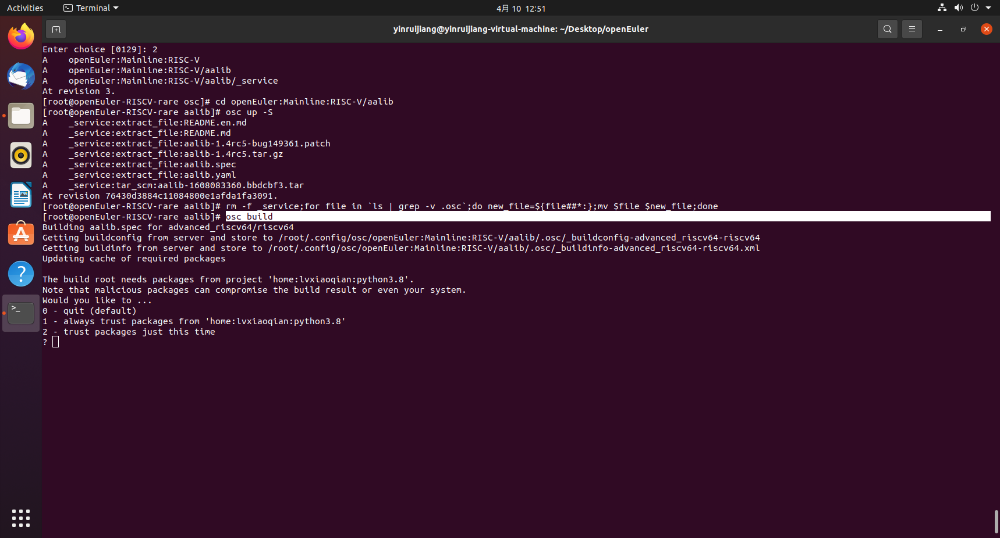 Activities
Terminal
4月 10 12:51
yinruijiang@yinruijiang-virtual-machine: ~/Desktop/openEuler
Enter choice [0129]: 2
A    openEuler:Mainline:RISC-V
A    openEuler:Mainline:RISC-V/aalib
A    openEuler:Mainline:RISC-V/aalib/_service
At revision 3.
[root@openEuler-RISCV-rare osc]# cd openEuler:Mainline:RISC-V/aalib
[root@openEuler-RISCV-rare aalib]# osc up -S
A    _service:extract_file:README.en.md
A    _service:extract_file:README.md
A    _service:extract_file:aalib-1.4rc5-bug149361.patch
A    _service:extract_file:aalib-1.4rc5.tar.gz
A    _service:extract_file:aalib.spec
A    _service:extract_file:aalib.yaml
A    _service:tar_scm:aalib-1608083360.bbdcbf3.tar
At revision 76430d3884c11084800e1afda1fa3091.
[root@openEuler-RISCV-rare aalib]# rm -f _service;for file in `ls | grep -v .osc`;do new_file=${file##*:};mv $file $new_file;done
[root@openEuler-RISCV-rare aalib]# osc build
Building aalib.spec for advanced_riscv64/riscv64
Getting buildconfig from server and store to /root/.config/osc/openEuler:Mainline:RISC-V/aalib/.osc/_buildconfig-advanced_riscv64-riscv64
Getting buildinfo from server and store to /root/.config/osc/openEuler:Mainline:RISC-V/aalib/.osc/_buildinfo-advanced_riscv64-riscv64.xml
Updating cache of required packages
The build root needs packages from project 'home:lvxiaoqian:python3.8'.
Note that malicious packages can compromise the build result or even your system.
Would you like to ...
0 - quit (default)
1 - always trust packages from 'home:lvxiaoqian:python3.8'
2 - trust packages just this time
?